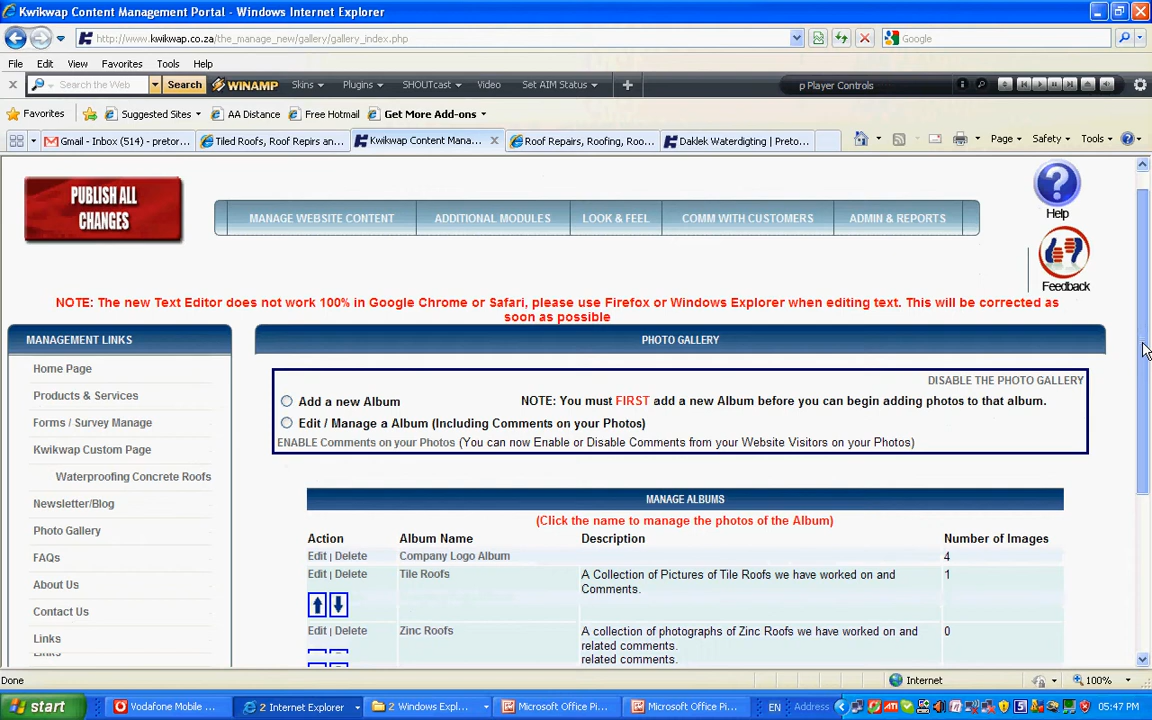 Kwikwap Content Management Portal - Windows Internet Explorer
http://www.kwikwap.co.za/the_manage_new/gallery/gallery_index.php
Google
File Edit View Favorites Tools Help
Search the Web Search WINAMP Skins Plugins SHOUTcast Video Set AIM Status p Player Controls
Favorites Suggested Sites AA Distance Free Hotmail Get More Add-ons
Gmail - Inbox (514) - pretor... Tiled Roofs, Roof Repirs an... Kwikwap Content Mana... Roof Repairs, Roofing, Roo... Daklek Waterdigting | Preto... Page Safety Tools
PUBLISH ALL
CHANGES
MANAGE WEBSITE CONTENT ADDITIONAL MODULES LOOK & FEEL COMM WITH CUSTOMERS ADMIN & REPORTS
Help
Feedback
NOTE: The new Text Editor does not work 100% in Google Chrome or Safari, please use Firefox or Windows Explorer when editing text. This will be corrected as
soon as possible
MANAGEMENT LINKS
Home Page
Products & Services
Forms / Survey Manage
Kwikwap Custom Page
Waterproofing Concrete Roofs
Newsletter/Blog
Photo Gallery
FAQs
About Us
Contact Us
Links
Links
PHOTO GALLERY
DISABLE THE PHOTO GALLERY
Add a new Album NOTE: You must FIRST add a new Album before you can begin adding photos to that album.
Edit / Manage a Album (Including Comments on your Photos)
ENABLE Comments on your Photos (You can now Enable or Disable Comments from your Website Visitors on your Photos)
MANAGE ALBUMS
(Click the name to manage the photos of the Album)
Action Album Name Description Number of Images
Edit | Delete Company Logo Album 4
Edit | Delete Tile Roofs A Collection of Pictures of Tile Roofs we have worked on and 1
Comments.
Edit | Delete Zinc Roofs A collection of photographs of Zinc Roofs we have worked on and 0
related comments.
related comments.
Done Internet 100%
start Vodafone Mobile ... 2 Internet Explorer 2 Windows Expl... Microsoft Office Pi... Microsoft Office Pi... EN Address 05:47 PM